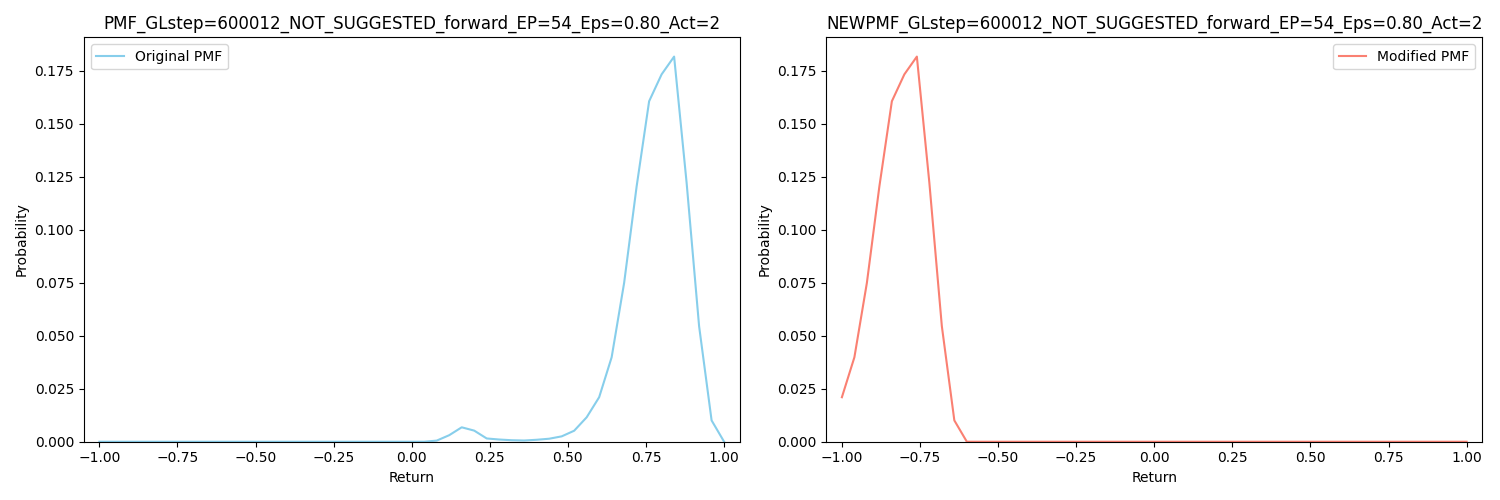 PMF_GLstep=600012_NOT_SUGGESTED_forward_EP=54_Eps=0.80_Act=2
Original PMF
0.175
0.150
0.125
0.100
0.075
0.050
0.025
0.000
Probability
−1.00 −0.75 −0.50 −0.25 0.00 0.25 0.50 0.75 1.00
Return
NEWPMF_GLstep=600012_NOT_SUGGESTED_forward_EP=54_Eps=0.80_Act=2
Modified PMF
0.175
0.150
0.125
0.100
0.075
0.050
0.025
0.000
Probability
−1.00 −0.75 −0.50 −0.25 0.00 0.25 0.50 0.75 1.00
Return